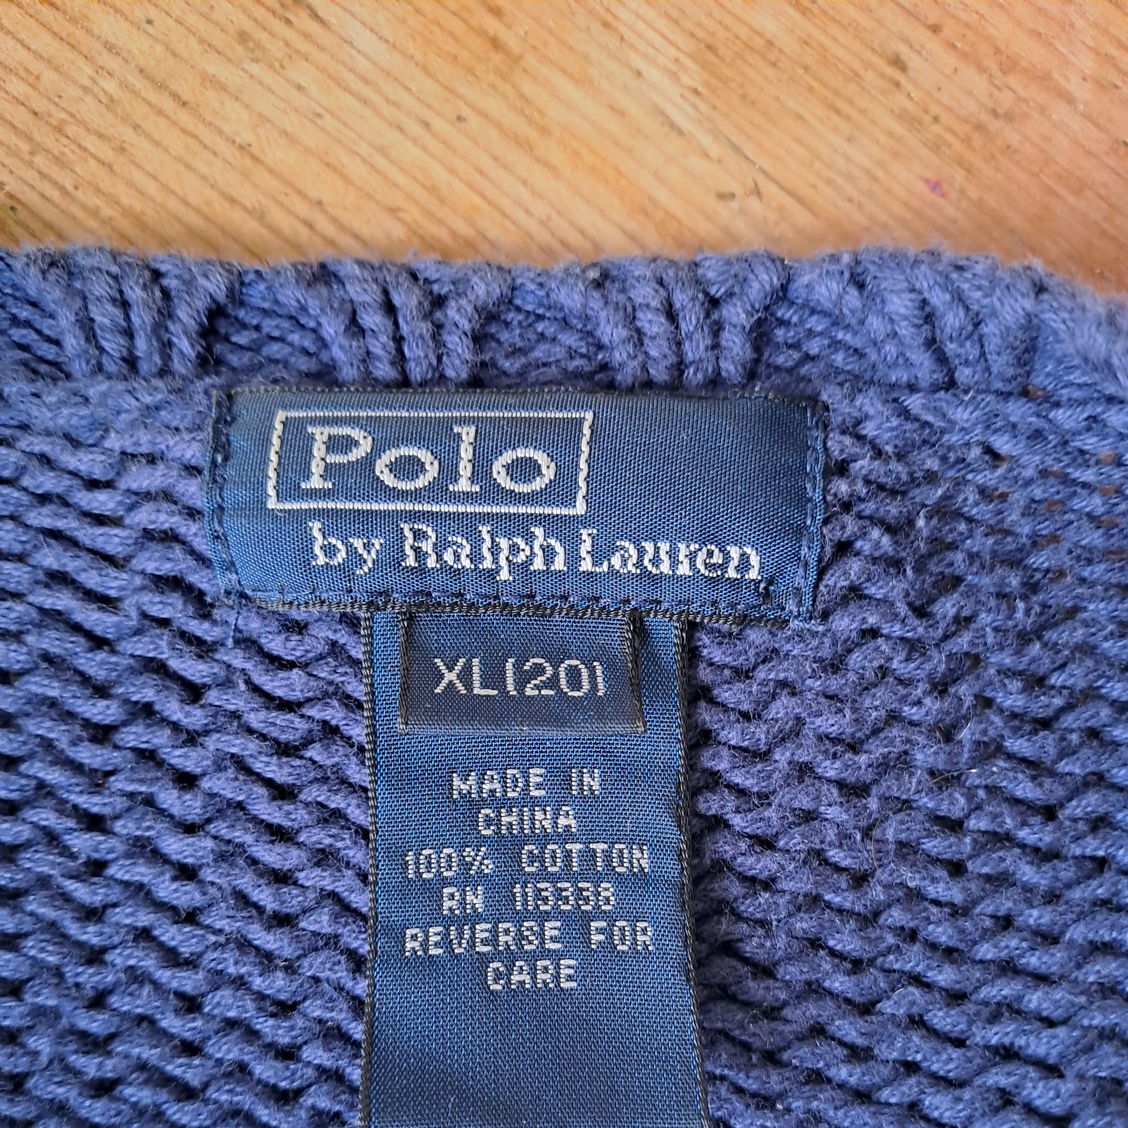 Polo
by Ralph Lauren
XL(20)
MADE IN
CHINA
100% COTTON
RN 113338
REVERSE FOR
CARE